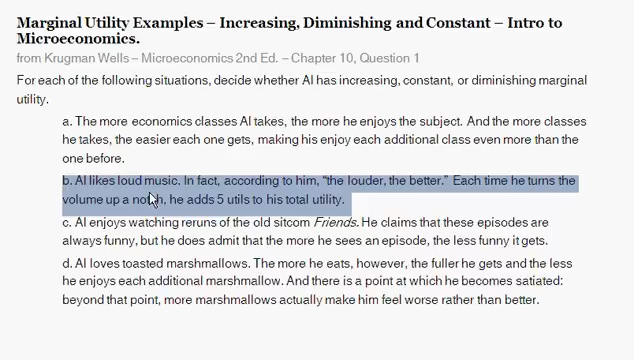 Marginal Utility Examples – Increasing, Diminishing and Constant – Intro to
Microeconomics.
from Krugman Wells – Microeconomics 2nd Ed. – Chapter 10, Question 1
For each of the following situations, decide whether Al has increasing, constant, or diminishing marginal
utility.
a. The more economics classes Al takes, the more he enjoys the subject. And the more classes
he takes, the easier each one gets, making his enjoy each additional class even more than the
one before.
b. Al likes loud music. In fact, according to him, “the louder, the better.” Each time he turns the
volume up a notch, he adds 5 utils to his total utility.
c. Al enjoys watching reruns of the old sitcom Friends. He claims that these episodes are
always funny, but he does admit that the more he sees an episode, the less funny it gets.
d. Al loves toasted marshmallows. The more he eats, however, the fuller he gets and the less
he enjoys each additional marshmallow. And there is a point at which he becomes satiated:
beyond that point, more marshmallows actually make him feel worse rather than better.